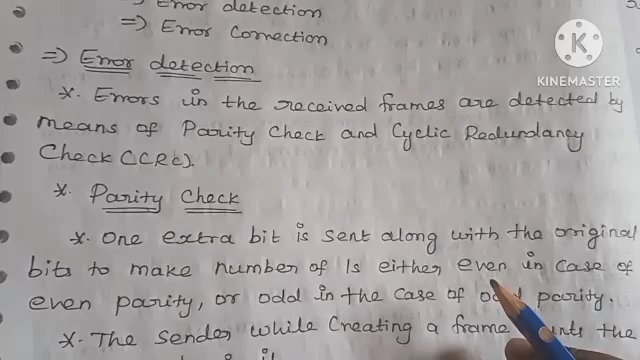 ⇒ Error detection
⇒ Error Correction
⇒ Error detection
*. Errors in the received frames are detected by
means of Parity Check and Cyclic Redundancy
Check (CRC).
*. Parity Check
*. One extra bit is sent along with the original
bits to make number of 1s either even in case of
even parity, or odd in the case of odd parity.
*. The Sender while Creating a frame the
K
KINEMASTER